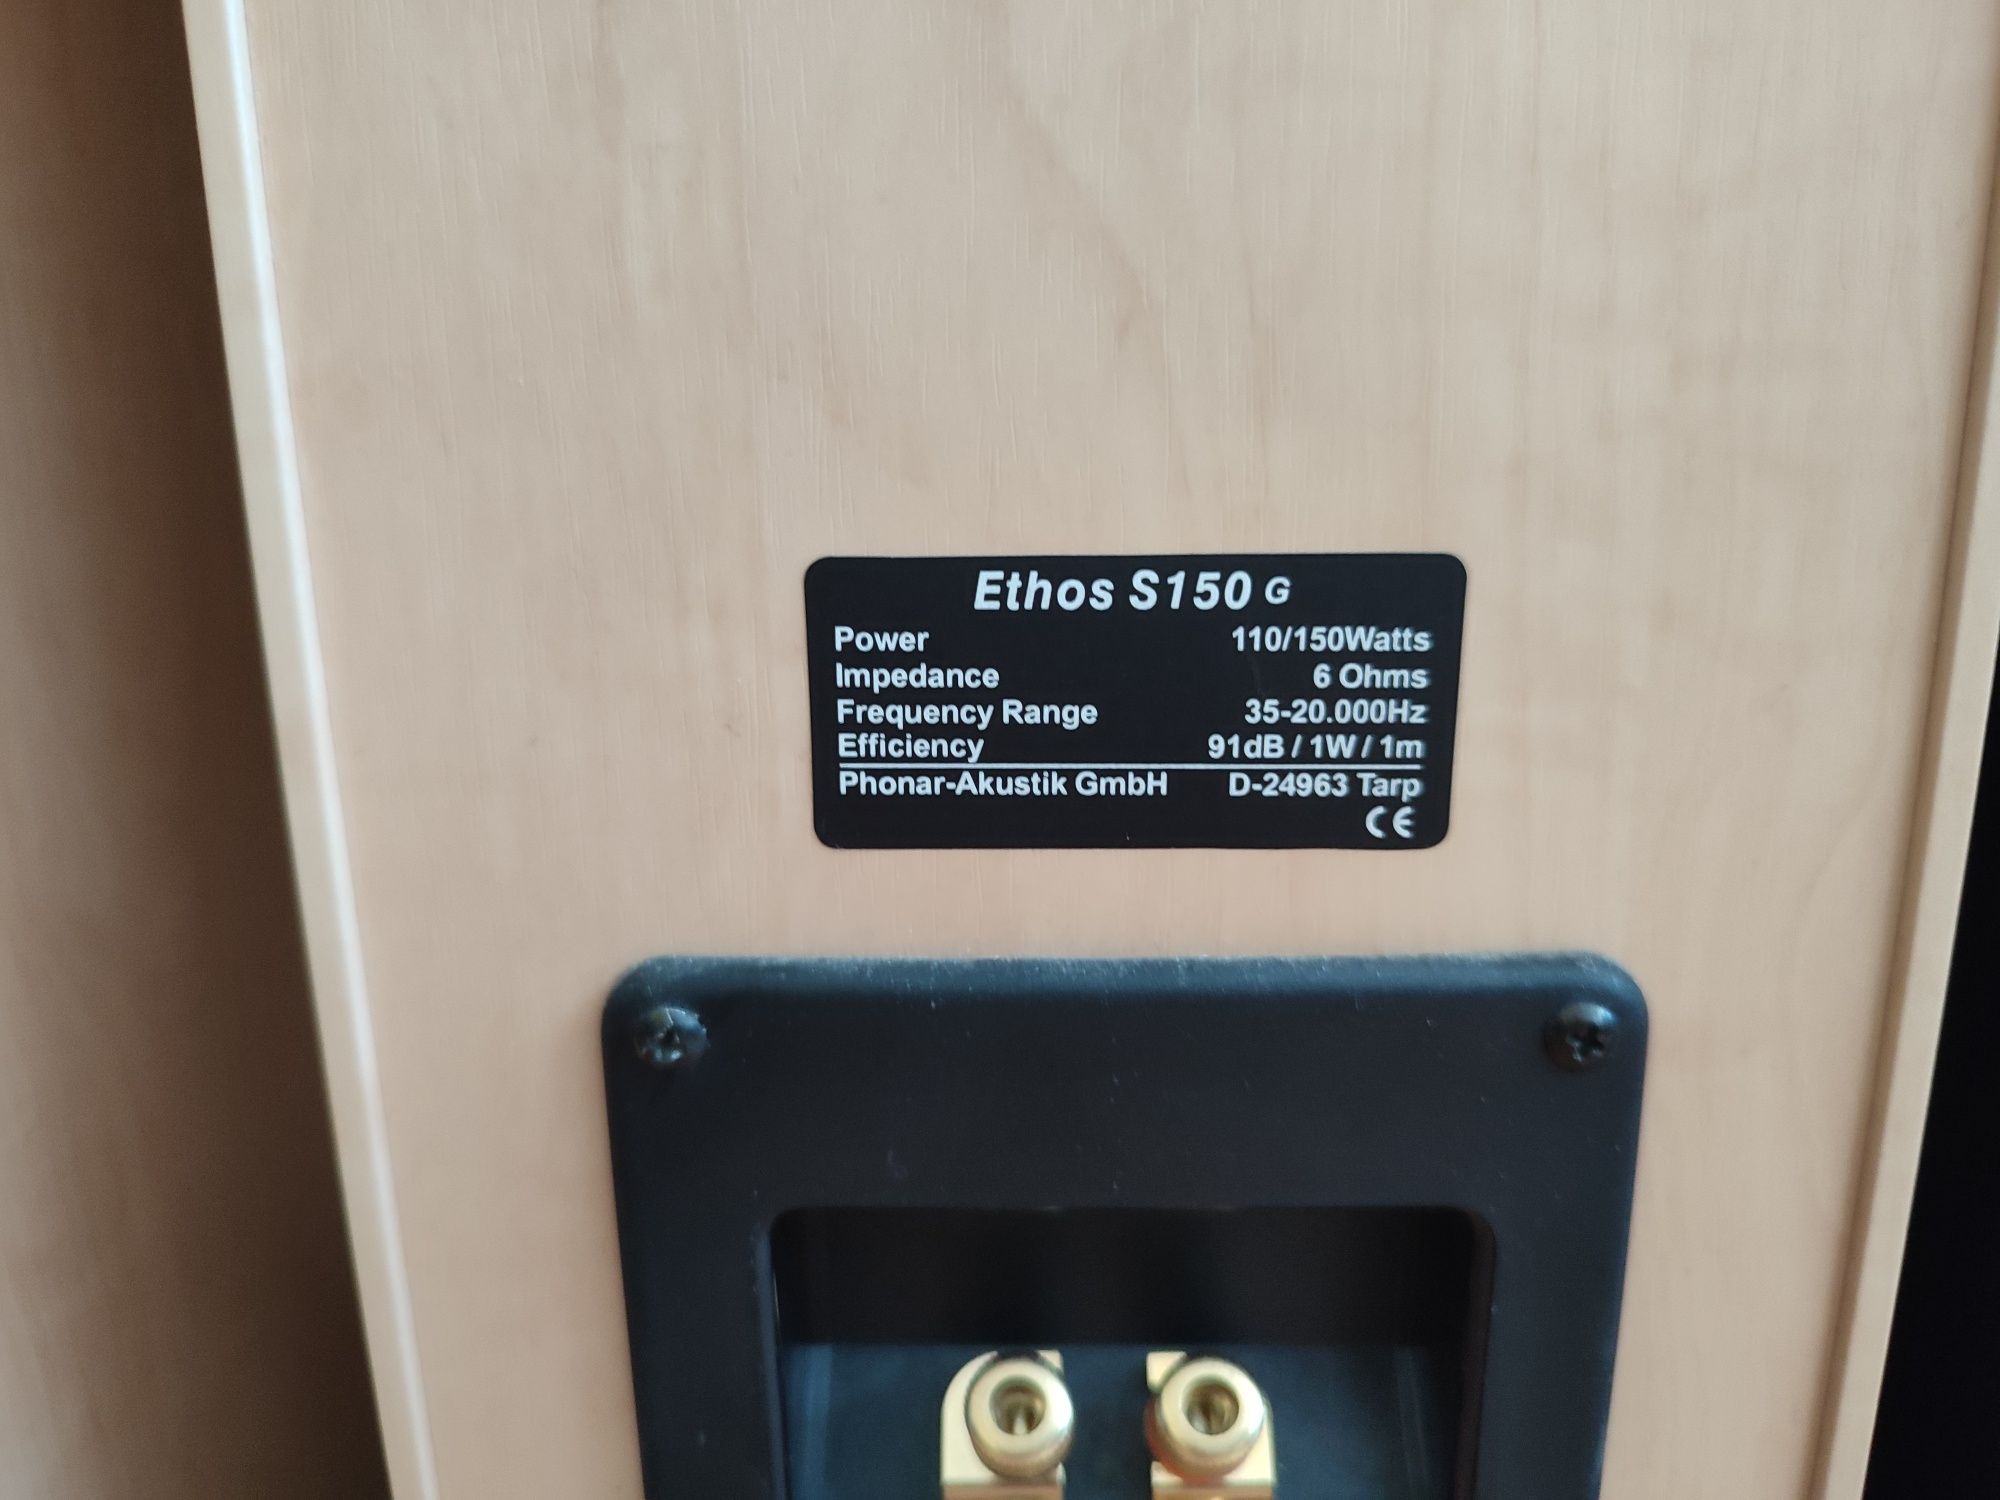 Ethos S150 G
Power 110/150Watts
Impedance 6 Ohms
Frequency Range 35-20.000Hz
Efficiency 91dB / 1W / 1m
Phonar-Akustik GmbH D-24963 Tarp
CE